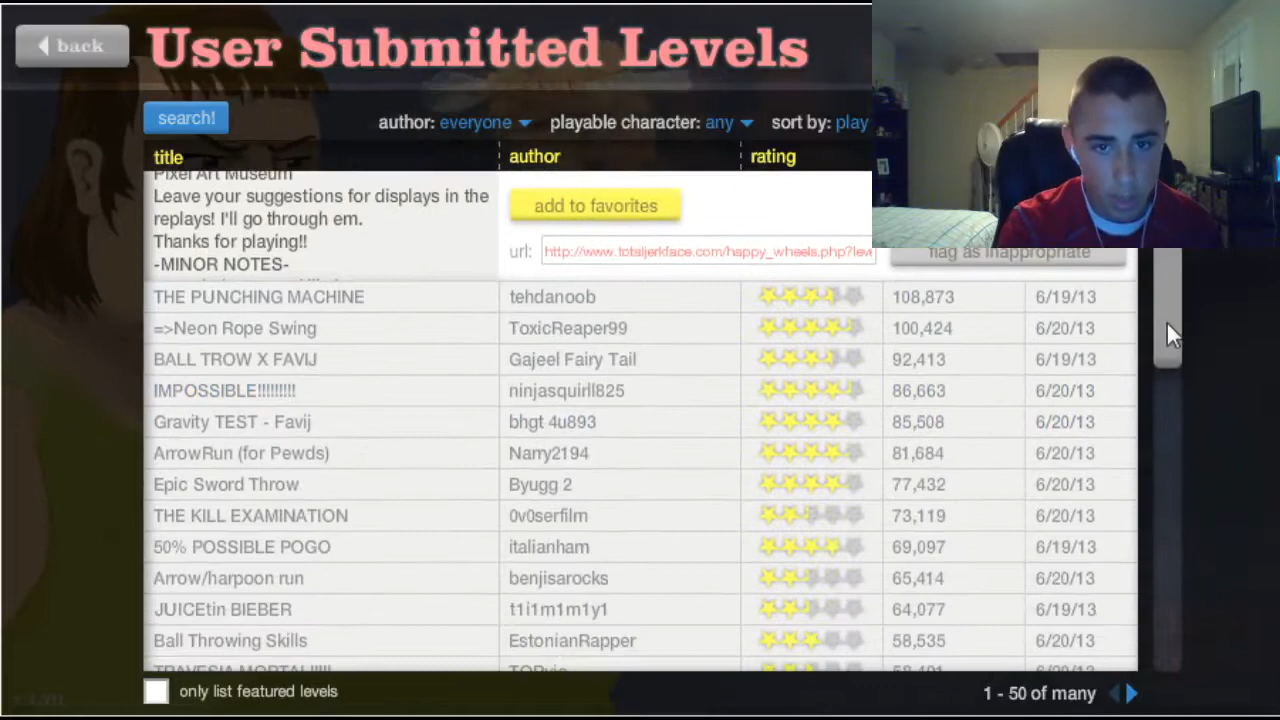 back
User Submitted Levels
search!
author: everyone
playable character: any
sort by: play
title
author
rating
Pixel Art Museum
Leave your suggestions for displays in the
replays! I'll go through em.
Thanks for playing!!
-MINOR NOTES-
add to favorites
url: http://www.totaljerkface.com/happy_wheels.php?leve
flag as inappropriate
THE PUNCHING MACHINE tehdanoob 108,873 6/19/13
=>Neon Rope Swing ToxicReaper99 100,424 6/20/13
BALL TROW X FAVIJ Gajeel Fairy Tail 92,413 6/19/13
IMPOSSIBLE!!!!!!!!! ninjasquirll825 86,663 6/20/13
Gravity TEST - Favij bhgt 4u893 85,508 6/20/13
ArrowRun (for Pewds) Narry2194 81,684 6/20/13
Epic Sword Throw Byugg 2 77,432 6/20/13
THE KILL EXAMINATION 0v0serfilm 73,119 6/20/13
50% POSSIBLE POGO italianham 69,097 6/19/13
Arrow/harpoon run benjisarocks 65,414 6/20/13
JUICEtin BIEBER t1i1m1m1y1 64,077 6/19/13
Ball Throwing Skills EstonianRapper 58,535 6/20/13
only list featured levels
1 - 50 of many